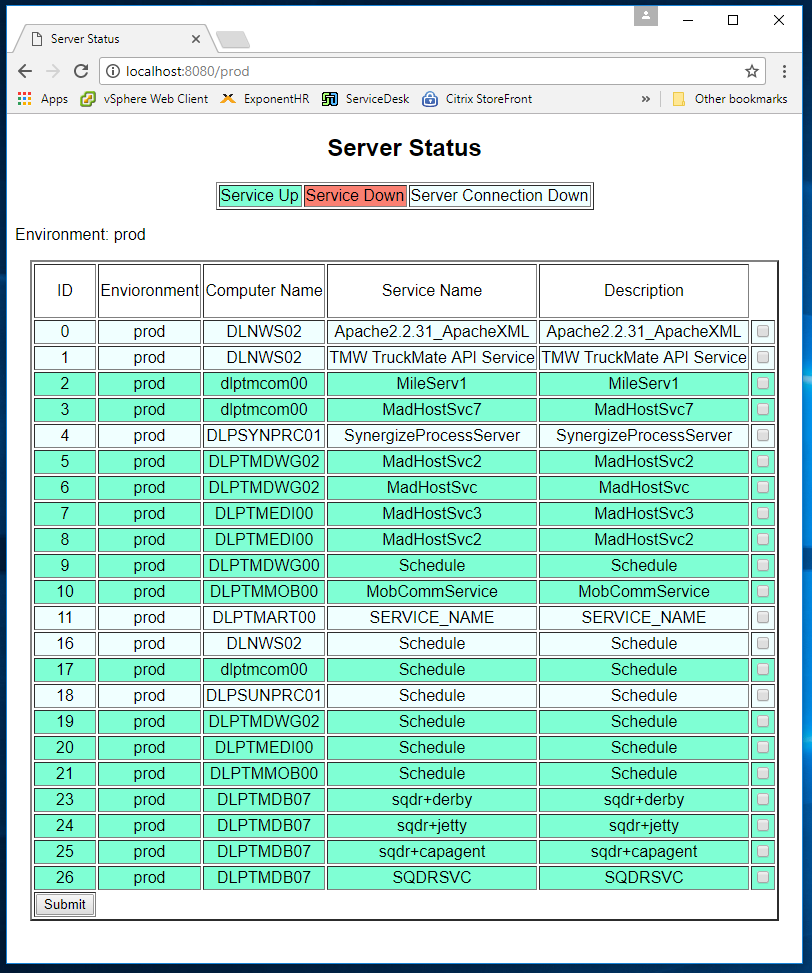 Server Status
localhost:8080/prod
Apps vSphere Web Client ExponentHR ServiceDesk Citrix StoreFront » Other bookmarks
Server Status
Service Up Service Down Server Connection Down
Environment: prod
ID Envioronment Computer Name Service Name Description
0 prod DLNWS02 Apache2.2.31_ApacheXML Apache2.2.31_ApacheXML
1 prod DLNWS02 TMW TruckMate API Service TMW TruckMate API Service
2 prod dlptmcom00 MileServ1 MileServ1
3 prod dlptmcom00 MadHostSvc7 MadHostSvc7
4 prod DLPSYNPRC01 SynergizeProcessServer SynergizeProcessServer
5 prod DLPTMDWG02 MadHostSvc2 MadHostSvc2
6 prod DLPTMDWG02 MadHostSvc MadHostSvc
7 prod DLPTMEDI00 MadHostSvc3 MadHostSvc3
8 prod DLPTMEDI00 MadHostSvc2 MadHostSvc2
9 prod DLPTMDWG00 Schedule Schedule
10 prod DLPTMMOB00 MobCommService MobCommService
11 prod DLPTMART00 SERVICE_NAME SERVICE_NAME
16 prod DLNWS02 Schedule Schedule
17 prod dlptmcom00 Schedule Schedule
18 prod DLPSUNPRC01 Schedule Schedule
19 prod DLPTMDWG02 Schedule Schedule
20 prod DLPTMEDI00 Schedule Schedule
21 prod DLPTMMOB00 Schedule Schedule
23 prod DLPTMDB07 sqdr+derby sqdr+derby
24 prod DLPTMDB07 sqdr+jetty sqdr+jetty
25 prod DLPTMDB07 sqdr+capagent sqdr+capagent
26 prod DLPTMDB07 SQDRSVC SQDRSVC
Submit